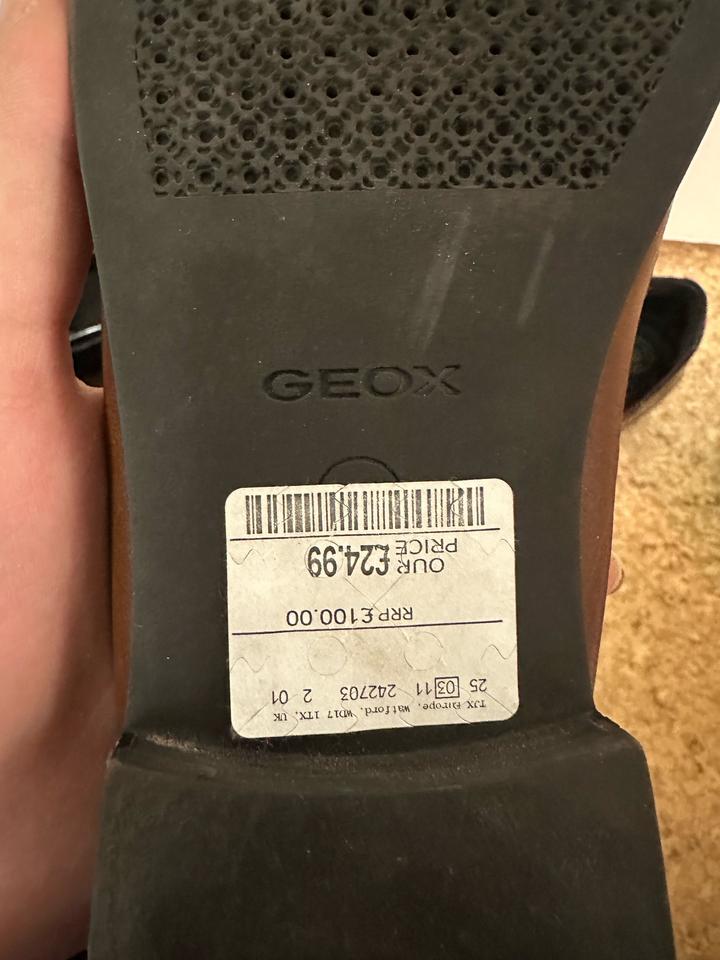 GEOX
TJX Europe, Watford, WD17 1TX, UK
25 03 11 242703 2 01
RRP £100.00
OUR PRICE £24.99